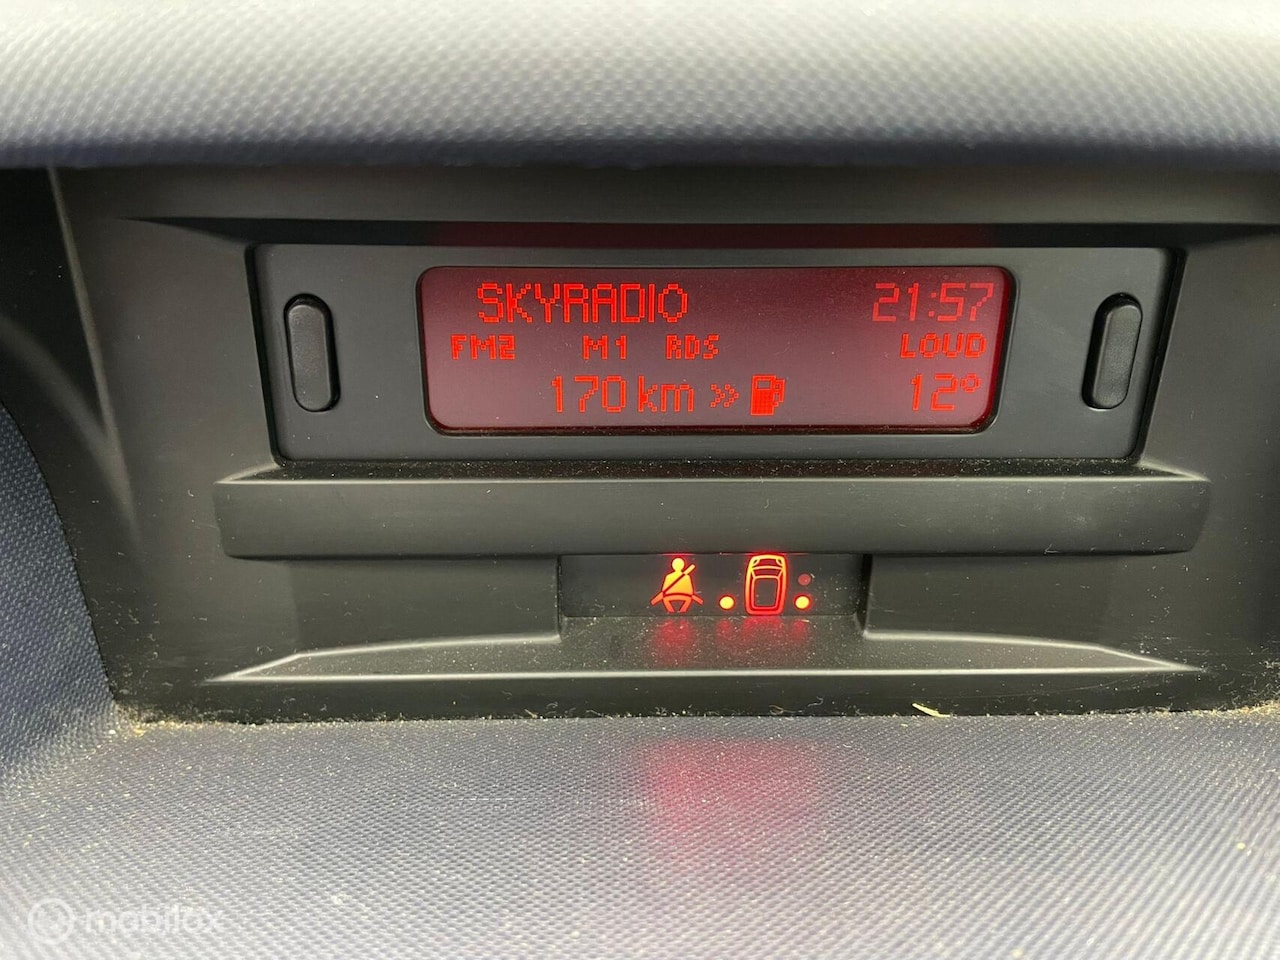 SKYRADIO 21:57
FM2 M1 RDS LOUD
170 km » 12°
mobilox